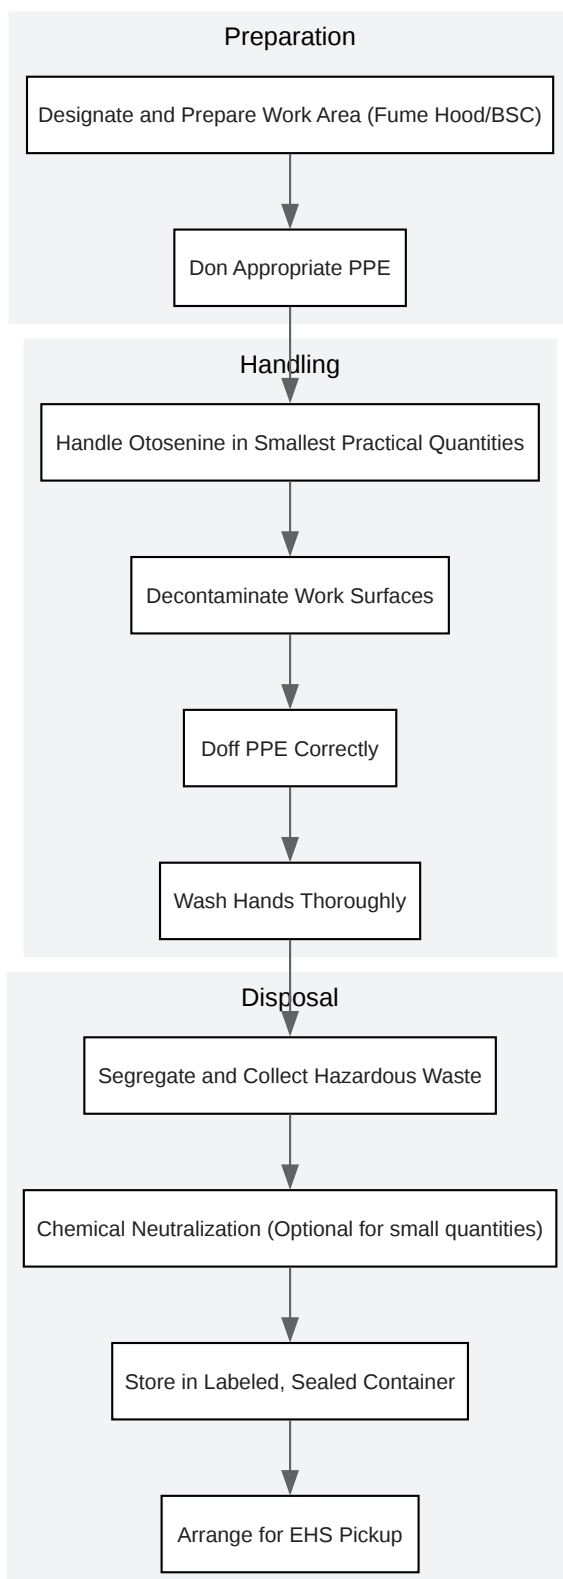 Preparation
Designate and Prepare Work Area (Fume Hood/BSC)
Don Appropriate PPE
Handling
Handle Otosenine in Smallest Practical Quantities
Decontaminate Work Surfaces
Doff PPE Correctly
Wash Hands Thoroughly
Disposal
Segregate and Collect Hazardous Waste
Chemical Neutralization (Optional for small quantities)
Store in Labeled, Sealed Container
Arrange for EHS Pickup